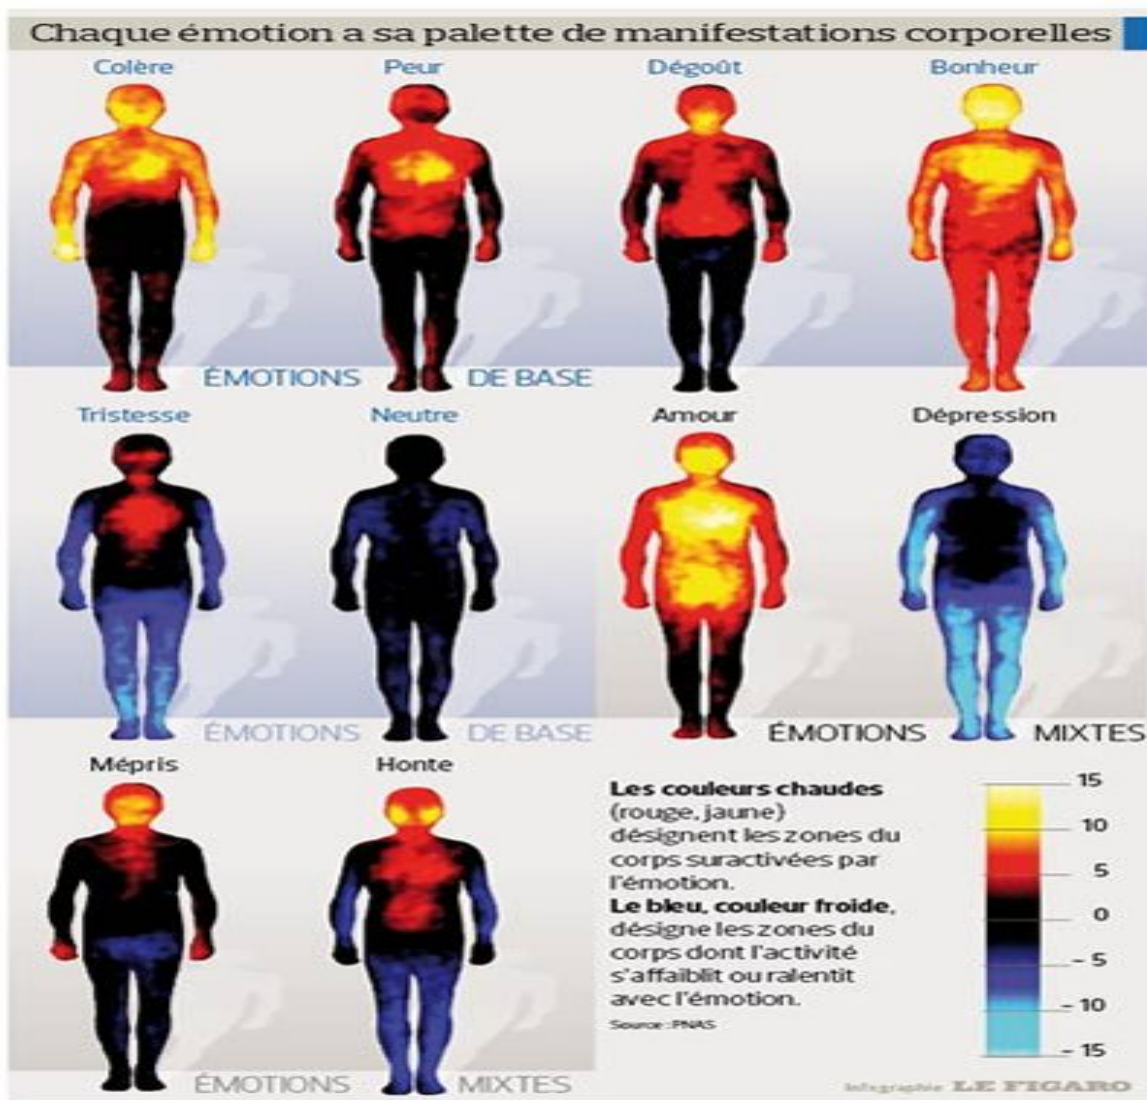 Chaque émotion a sa palette de manifestations corporelles
Colère Peur Dégoût Bonheur
ÉMOTIONS DE BASE
Tristesse Neutre Amour Dépression
ÉMOTIONS DE BASE ÉMOTIONS MIXTES
Mépris Honte
ÉMOTIONS MIXTES
Les couleurs chaudes
(rouge, jaune)
désignent les zones du
corps suractivées par
l'émotion.
Le bleu, couleur froide,
désigne les zones du
corps dont l'activité
s'affaiblit ou ralentit
avec l'émotion.
Source : PNAS
15
10
5
0
- 5
- 10
- 15
Infographie LE FIGARO